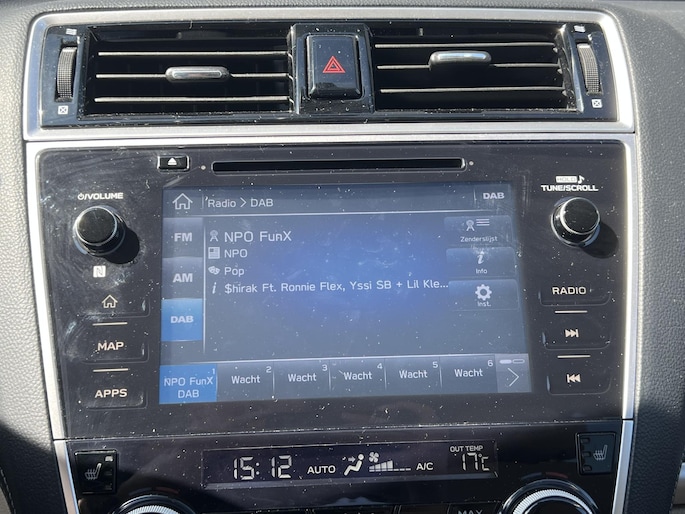 HOLD
⏻/VOLUME
TUNE/SCROLL
Radio > DAB
DAB
FM
NPO FunX
Zenderslijst
NPO
AM
Pop
Info
$hirak Ft. Ronnie Flex, Yssi SB + Lil Kle...
DAB
Inst.
RADIO
MAP
APPS
1
NPO FunX
DAB
Wacht 2
Wacht 3
Wacht 4
Wacht 5
Wacht 6
15:12
AUTO
A/C
OUT TEMP
17°C
MAX